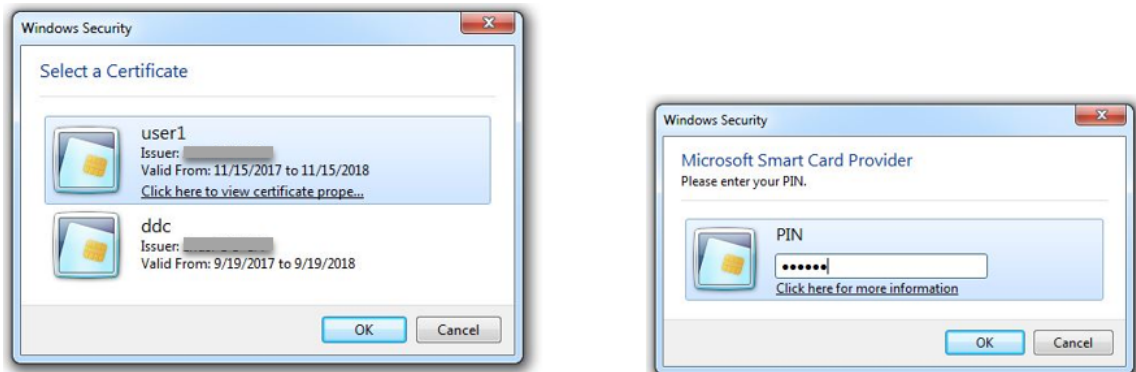 Windows Security
Select a Certificate
user1
Issuer:
Valid From: 11/15/2017 to 11/15/2018
Click here to view certificate prope...
ddc
Issuer:
Valid From: 9/19/2017 to 9/19/2018
OK
Cancel
Windows Security
Microsoft Smart Card Provider
Please enter your PIN.
PIN
••••••
Click here for more information
OK
Cancel